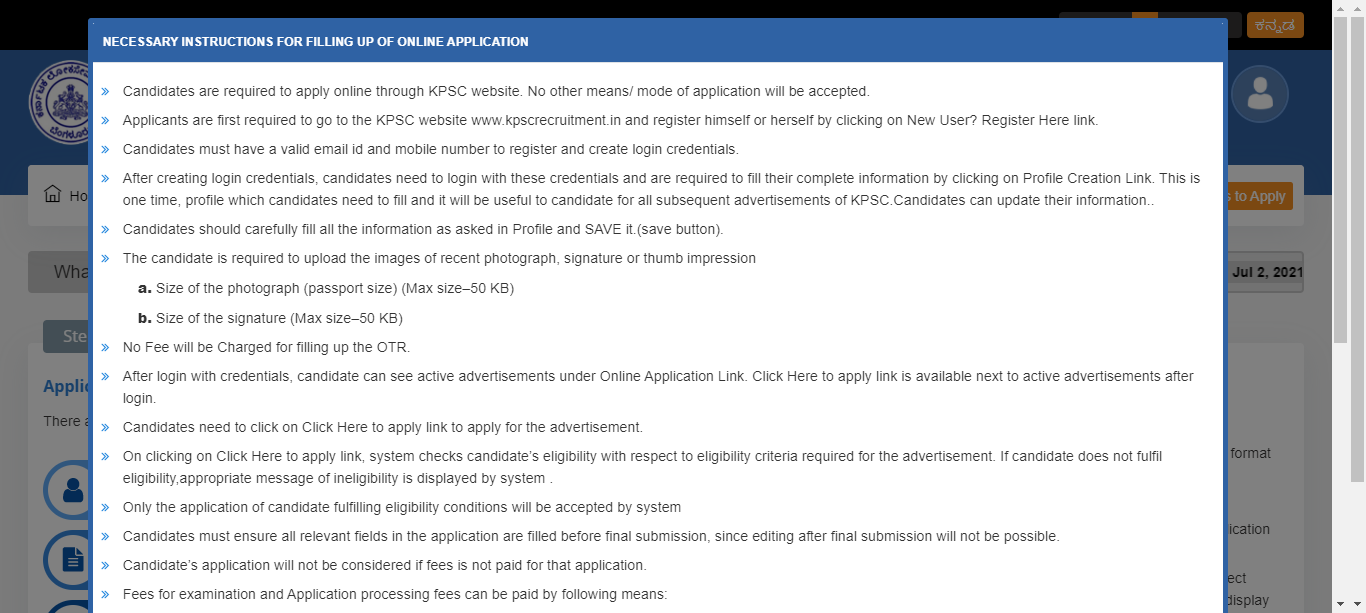 ಕನ್ನಡ
NECESSARY INSTRUCTIONS FOR FILLING UP OF ONLINE APPLICATION
» Candidates are required to apply online through KPSC website. No other means/ mode of application will be accepted.
» Applicants are first required to go to the KPSC website www.kpscrecruitment.in and register himself or herself by clicking on New User? Register Here link.
» Candidates must have a valid email id and mobile number to register and create login credentials.
» After creating login credentials, candidates need to login with these credentials and are required to fill their complete information by clicking on Profile Creation Link. This is
one time, profile which candidates need to fill and it will be useful to candidate for all subsequent advertisements of KPSC.Candidates can update their information..
» Candidates should carefully fill all the information as asked in Profile and SAVE it.(save button).
» The candidate is required to upload the images of recent photograph, signature or thumb impression
a. Size of the photograph (passport size) (Max size–50 KB)
b. Size of the signature (Max size–50 KB)
» No Fee will be Charged for filling up the OTR.
» After login with credentials, candidate can see active advertisements under Online Application Link. Click Here to apply link is available next to active advertisements after
login.
» Candidates need to click on Click Here to apply link to apply for the advertisement.
» On clicking on Click Here to apply link, system checks candidate’s eligibility with respect to eligibility criteria required for the advertisement. If candidate does not fulfil
eligibility,appropriate message of ineligibility is displayed by system .
» Only the application of candidate fulfilling eligibility conditions will be accepted by system
» Candidates must ensure all relevant fields in the application are filled before final submission, since editing after final submission will not be possible.
» Candidate’s application will not be considered if fees is not paid for that application.
» Fees for examination and Application processing fees can be paid by following means:
Ho
s to Apply
Wha
Jul 2, 2021
Ste
Applic
There a
format
ication
ect
display